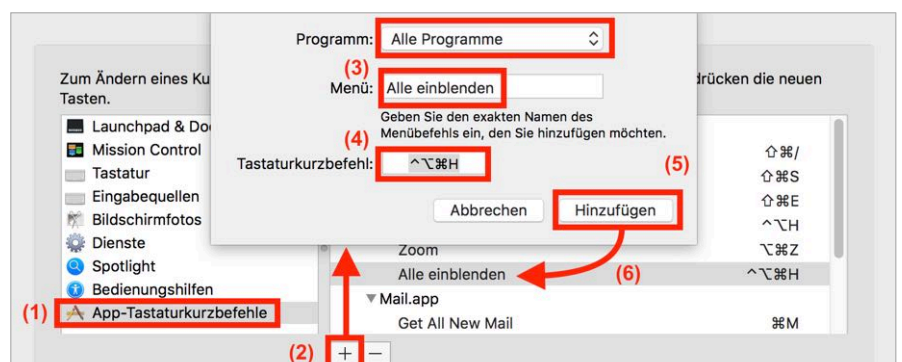 Programm: Alle Programme
(3)
Zum Ändern eines Ku
drücken die neuen
Tasten.
Menü: Alle einblenden
Geben Sie den exakten Namen des
Menübefehls ein, den Sie hinzufügen möchten.
(4)
Tastaturkurzbefehl: ^⌥⌘H
(5)
Abbrechen Hinzufügen
Launchpad & Do
Mission Control
Tastatur
Eingabequellen
Bildschirmfotos
Dienste
Spotlight
Bedienungshilfen
(1) App-Tastaturkurzbefehle
⇧⌘/
⇧⌘S
⇧⌘E
^⌥H
Zoom ⌥⌘Z
Alle einblenden (6) ^⌥⌘H
Mail.app
Get All New Mail ⌘M
(2) + −